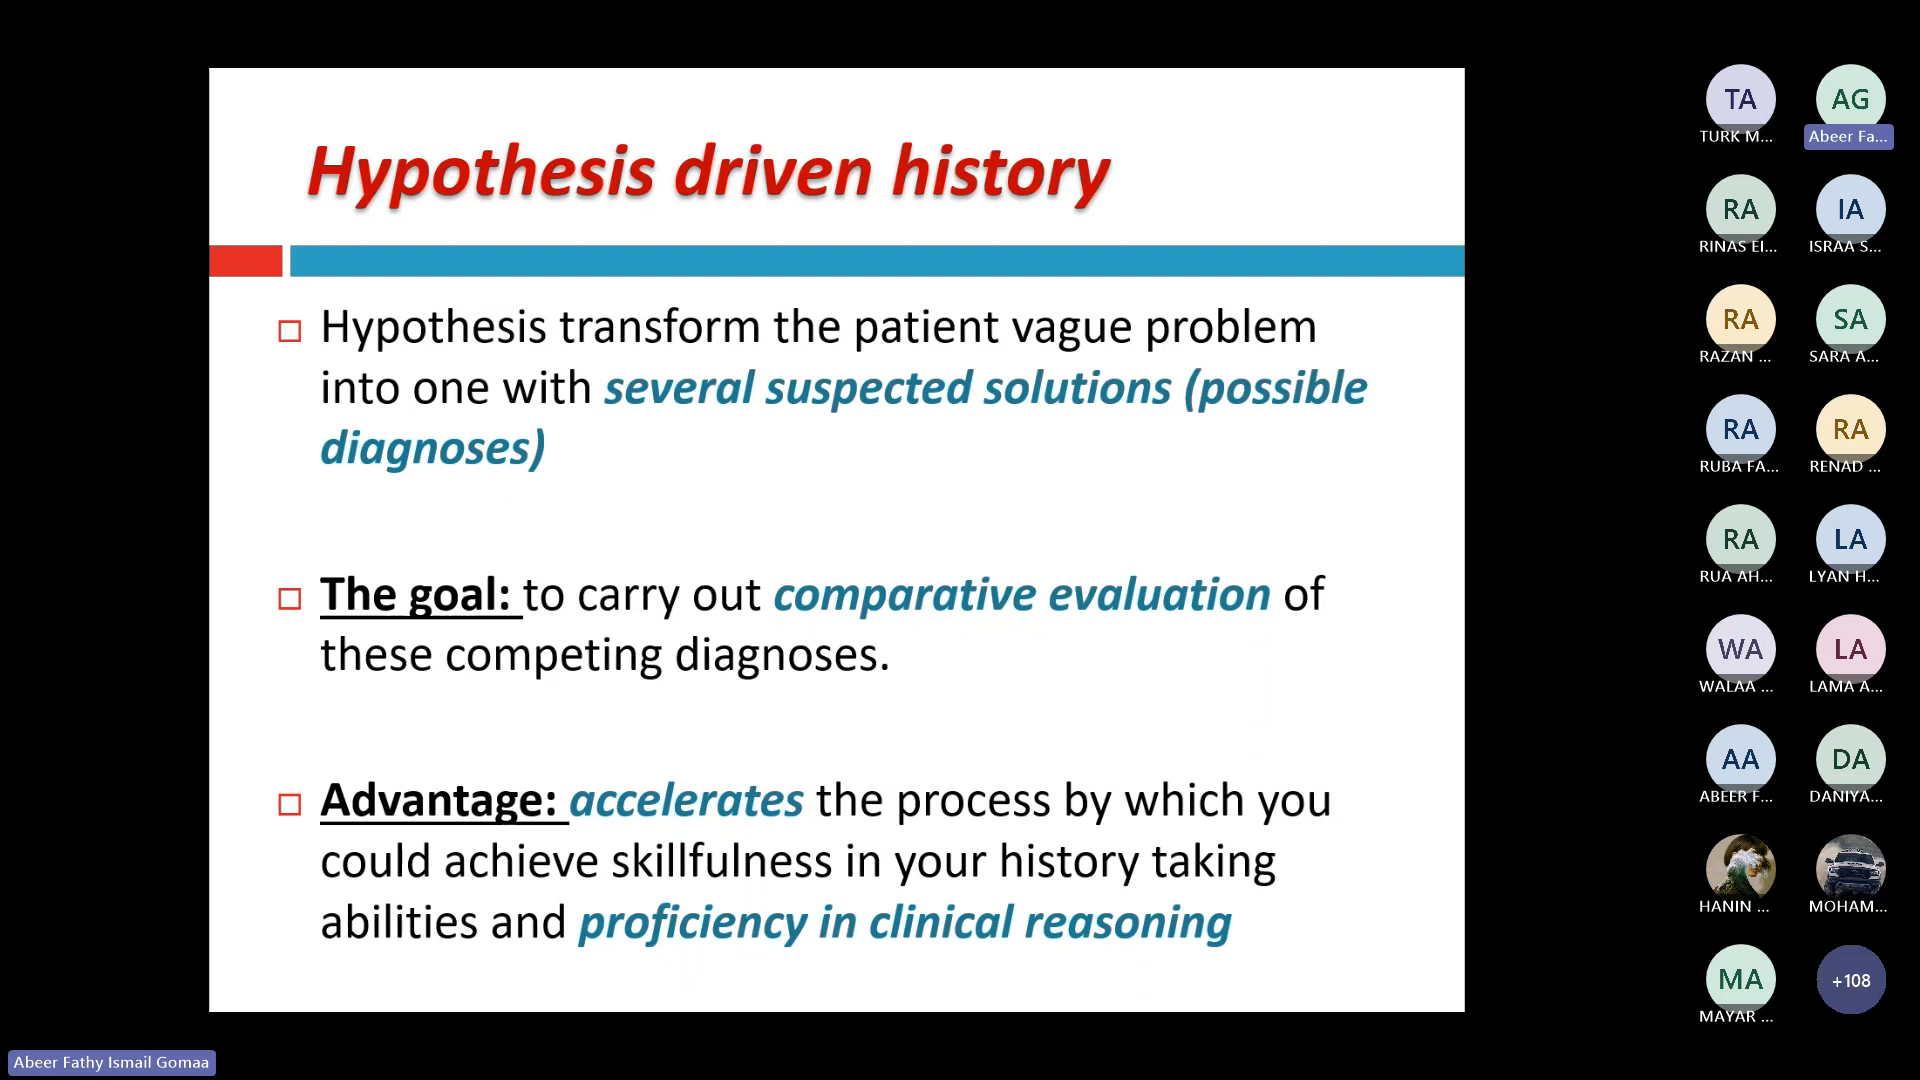 Hypothesis driven history
Hypothesis transform the patient vague problem
into one with several suspected solutions (possible
diagnoses)
The goal: to carry out comparative evaluation of
these competing diagnoses.
Advantage: accelerates the process by which you
could achieve skillfulness in your history taking
abilities and proficiency in clinical reasoning
TA
TURK M...
AG
Abeer Fa...
RA
RINAS EI...
IA
ISRAA S...
RA
RAZAN ...
SA
SARA A...
RA
RUBA FA...
RA
RENAD ...
RA
RUA AH...
LA
LYAN H...
WA
WALAA ...
LA
LAMA A...
AA
ABEER F...
DA
DANIYA...
HANIN ...
MOHAM...
MA
MAYAR ...
+108
Abeer Fathy Ismail Gomaa